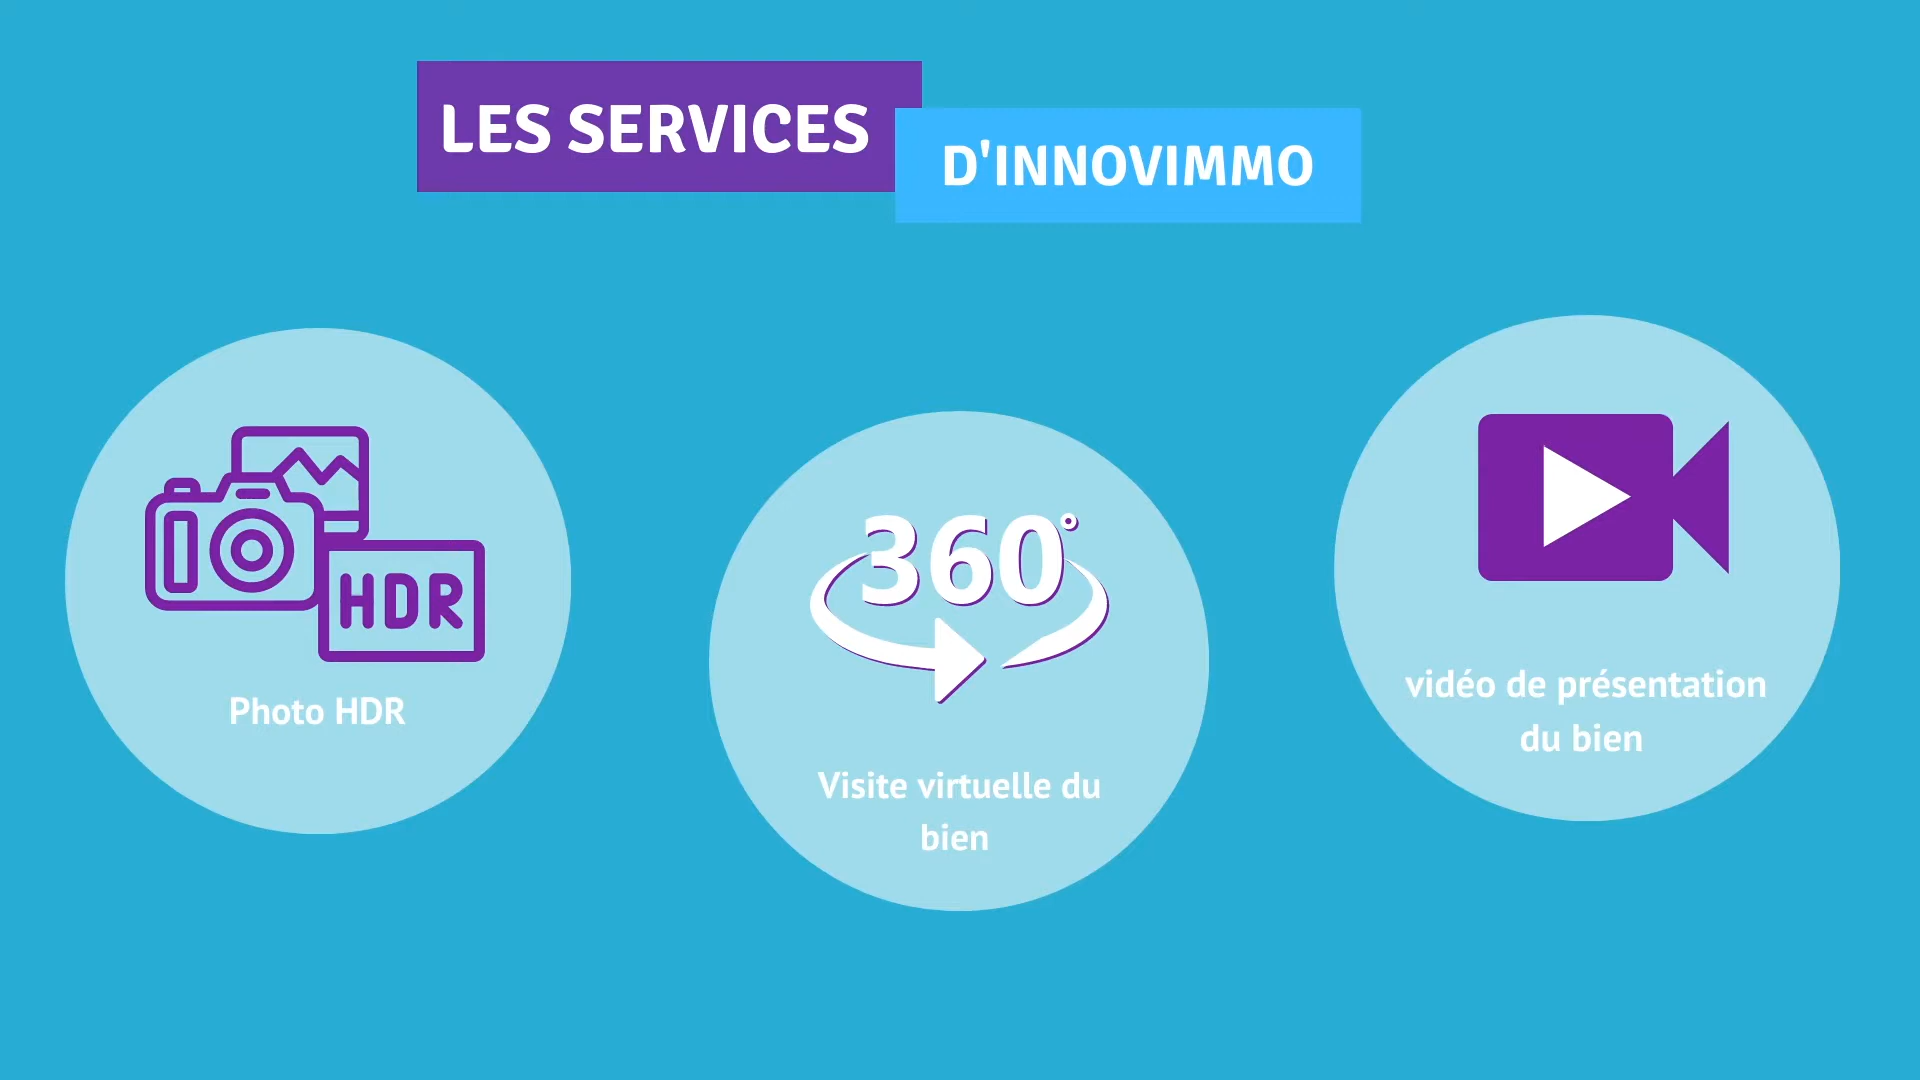 LES SERVICES
D'INNOVIMMO
HDR
Photo HDR
360°
Visite virtuelle du
bien
vidéo de présentation
du bien